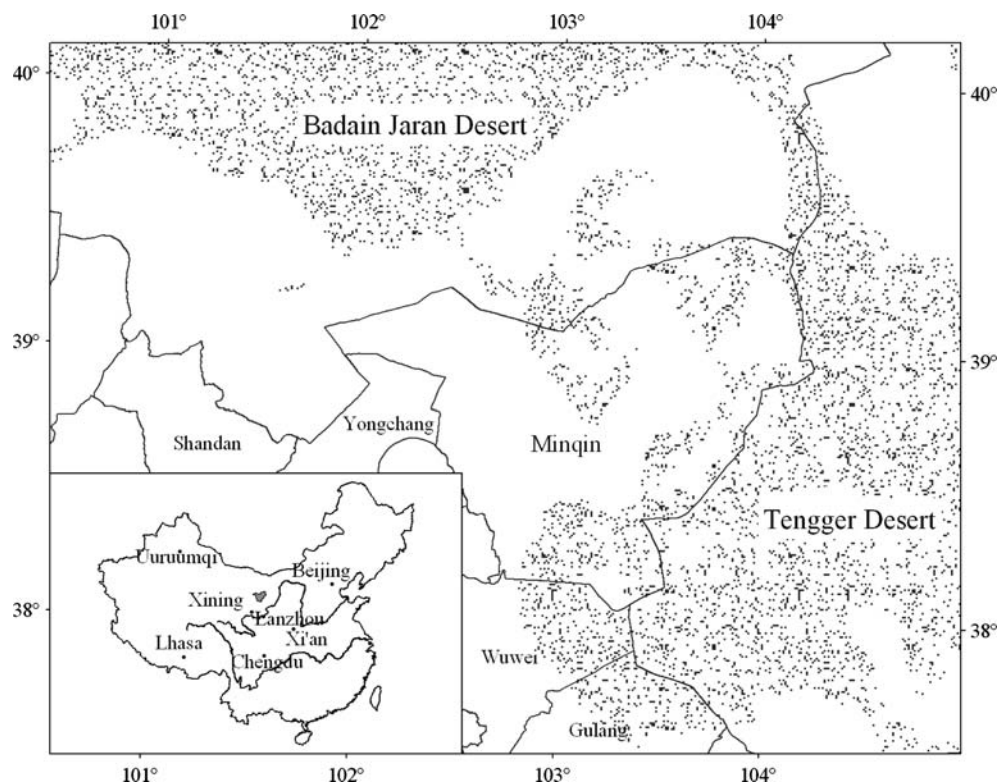 101° 102° 103° 104°
40° 40°
Badain Jaran Desert
39° 39°
Yongchang
Shandan Minqin
Tengger Desert
Uruumqi
Beijing
Xining
38° Lanzhou 38°
Xi'an
Lhasa Wuwei
Chengdu
Gulang
101° 102° 103° 104°